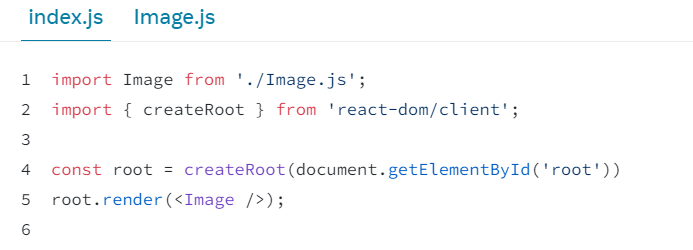 index.js Image.js
1 import Image from './Image.js';
2 import { createRoot } from 'react-dom/client';
3
4 const root = createRoot(document.getElementById('root'))
5 root.render(<Image />);
6